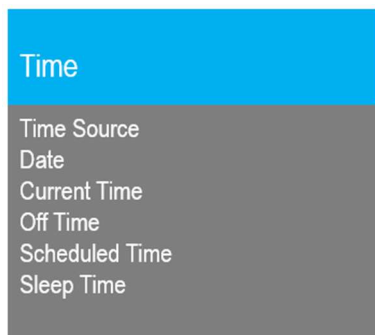 Time
Time Source
Date
Current Time
Off Time
Scheduled Time
Sleep Time